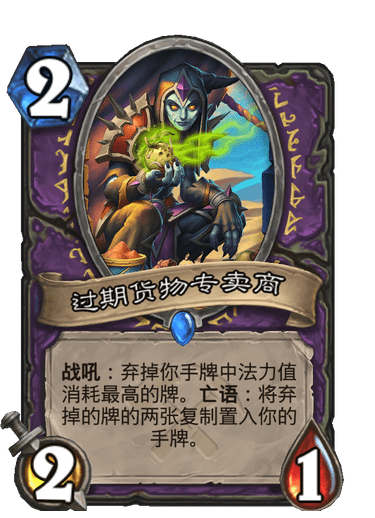 2
过期货物专卖商
战吼：弃掉你手牌中法力值
消耗最高的牌。亡语：将弃
掉的牌的两张复制置入你的
手牌。
2
1